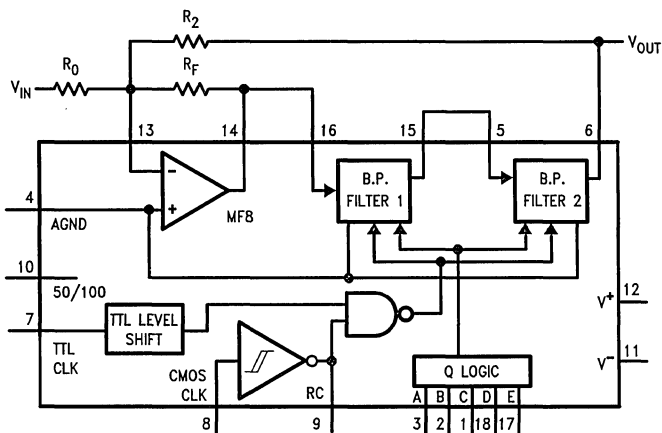 R2
VOUT
R0
RF
VIN
13
14
16
15
5
6
-
+
MF8
B.P.
FILTER 1
B.P.
FILTER 2
4
AGND
10
50/100
7
TTL
CLK
TTL LEVEL
SHIFT
CMOS
CLK
8
RC
9
V+
12
V-
11
Q LOGIC
A B C D E
3 2 1 18 17